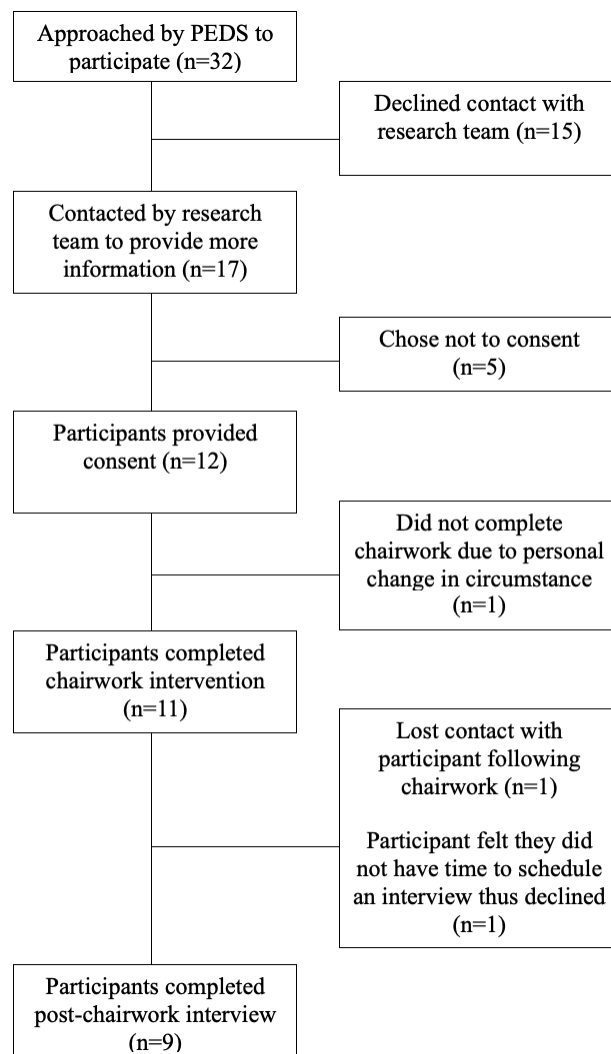 Approached by PEDS to
participate (n=32)
Declined contact with
research team (n=15)
Contacted by research
team to provide more
information (n=17)
Chose not to consent
(n=5)
Participants provided
consent (n=12)
Did not complete
chairwork due to personal
change in circumstance
(n=1)
Participants completed
chairwork intervention
(n=11)
Lost contact with
participant following
chairwork (n=1)
Participant felt they did
not have time to schedule
an interview thus declined
(n=1)
Participants completed
post-chairwork interview
(n=9)